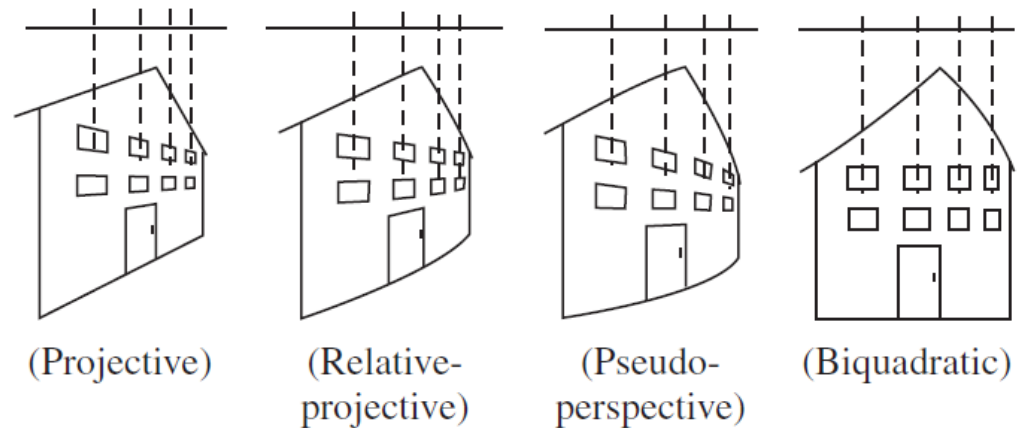 (Projective)
(Relative-
projective)
(Pseudo-
perspective)
(Biquadratic)